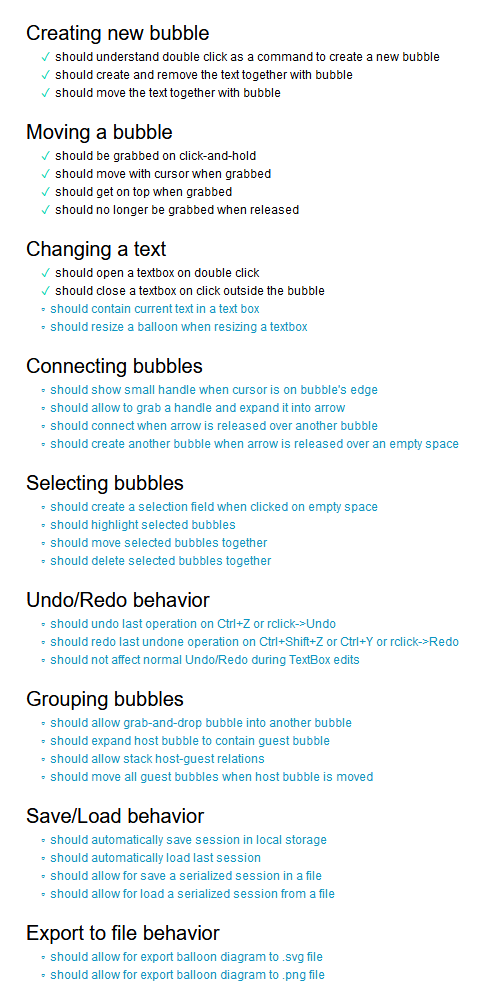 Creating new bubble
✓ should understand double click as a command to create a new bubble
✓ should create and remove the text together with bubble
✓ should move the text together with bubble
Moving a bubble
✓ should be grabbed on click-and-hold
✓ should move with cursor when grabbed
✓ should get on top when grabbed
✓ should no longer be grabbed when released
Changing a text
✓ should open a textbox on double click
✓ should close a textbox on click outside the bubble
◦ should contain current text in a text box
◦ should resize a balloon when resizing a textbox
Connecting bubbles
◦ should show small handle when cursor is on bubble's edge
◦ should allow to grab a handle and expand it into arrow
◦ should connect when arrow is released over another bubble
◦ should create another bubble when arrow is released over an empty space
Selecting bubbles
◦ should create a selection field when clicked on empty space
◦ should highlight selected bubbles
◦ should move selected bubbles together
◦ should delete selected bubbles together
Undo/Redo behavior
◦ should undo last operation on Ctrl+Z or rclick->Undo
◦ should redo last undone operation on Ctrl+Shift+Z or Ctrl+Y or rclick->Redo
◦ should not affect normal Undo/Redo during TextBox edits
Grouping bubbles
◦ should allow grab-and-drop bubble into another bubble
◦ should expand host bubble to contain guest bubble
◦ should allow stack host-guest relations
◦ should move all guest bubbles when host bubble is moved
Save/Load behavior
◦ should automatically save session in local storage
◦ should automatically load last session
◦ should allow for save a serialized session in a file
◦ should allow for load a serialized session from a file
Export to file behavior
◦ should allow for export balloon diagram to .svg file
◦ should allow for export balloon diagram to .png file